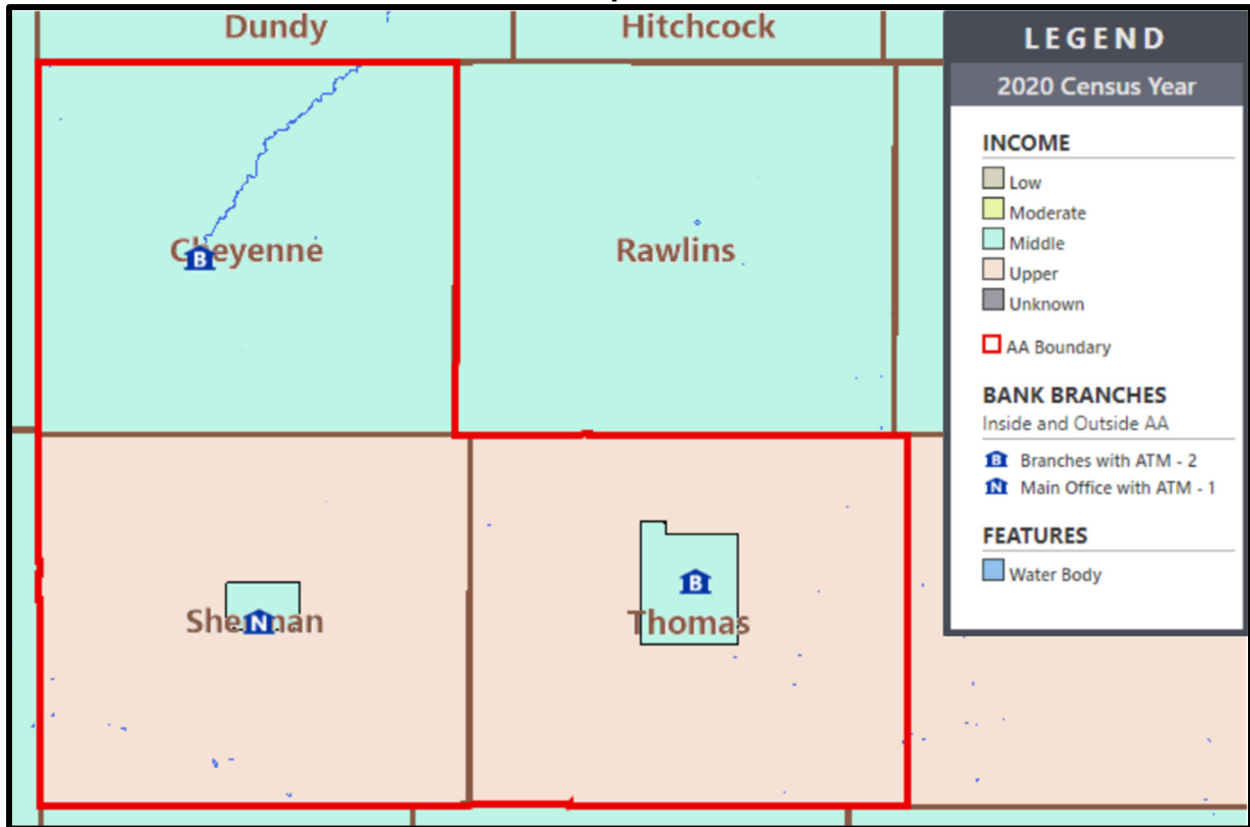 Dundy
Hitchcock
Cheyenne
B
Rawlins
Sherman
N
B
Thomas
LEGEND
2020 Census Year
INCOME
Low
Moderate
Middle
Upper
Unknown
AA Boundary
BANK BRANCHES
Inside and Outside AA
B Branches with ATM - 2
N Main Office with ATM - 1
FEATURES
Water Body